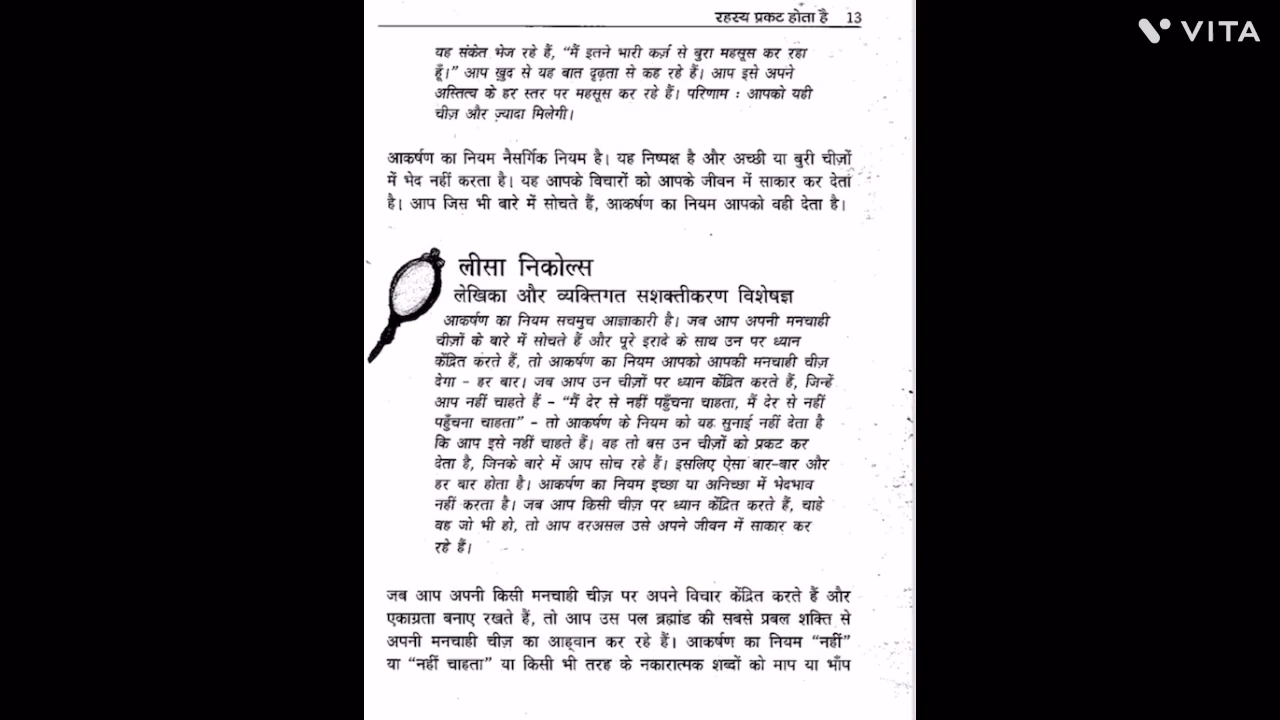 रहस्य प्रकट होता है 13
VITA
यह संकेत भेज रहे हैं, “मैं इतने भारी कर्ज़ से बुरा महसूस कर रहा
हूँ।” आप ख़ुद से यह बात दृढ़ता से कह रहे हैं। आप इसे अपने
अस्तित्व के हर स्तर पर महसूस कर रहे हैं। परिणाम : आपको यही
चीज़ और ज़्यादा मिलेगी।
आकर्षण का नियम नैसर्गिक नियम है। यह निष्पक्ष है और अच्छी या बुरी चीज़ों
में भेद नहीं करता है। यह आपके विचारों को आपके जीवन में साकार कर देता
है। आप जिस भी बारे में सोचते हैं, आकर्षण का नियम आपको वही देता है।
लीसा निकोल्स
लेखिका और व्यक्तिगत सशक्तीकरण विशेषज्ञ
आकर्षण का नियम सचमुच आज्ञाकारी है। जब आप अपनी मनचाही
चीज़ों के बारे में सोचते हैं और पूरे इरादे के साथ उन पर ध्यान
केंद्रित करते हैं, तो आकर्षण का नियम आपको आपकी मनचाही चीज़
देगा - हर बार। जब आप उन चीज़ों पर ध्यान केंद्रित करते हैं, जिन्हें
आप नहीं चाहते हैं - “मैं देर से नहीं पहुँचना चाहता, मैं देर से नहीं
पहुँचना चाहता” - तो आकर्षण के नियम को यह सुनाई नहीं देता है
कि आप इसे नहीं चाहते हैं। वह तो बस उन चीज़ों को प्रकट कर
देता है, जिनके बारे में आप सोच रहे हैं। इसलिए ऐसा बार-बार और
हर बार होता है। आकर्षण का नियम इच्छा या अनिच्छा में भेदभाव
नहीं करता है। जब आप किसी चीज़ पर ध्यान केंद्रित करते हैं, चाहे
वह जो भी हो, तो आप दरअसल उसे अपने जीवन में साकार कर
रहे हैं।
जब आप अपनी किसी मनचाही चीज़ पर अपने विचार केंद्रित करते हैं और
एकाग्रता बनाए रखते हैं, तो आप उस पल ब्रह्मांड की सबसे प्रबल शक्ति से
अपनी मनचाही चीज़ का आह्वान कर रहे हैं। आकर्षण का नियम “नहीं”
या “नहीं चाहता” या किसी भी तरह के नकारात्मक शब्दों को माप या भाँप